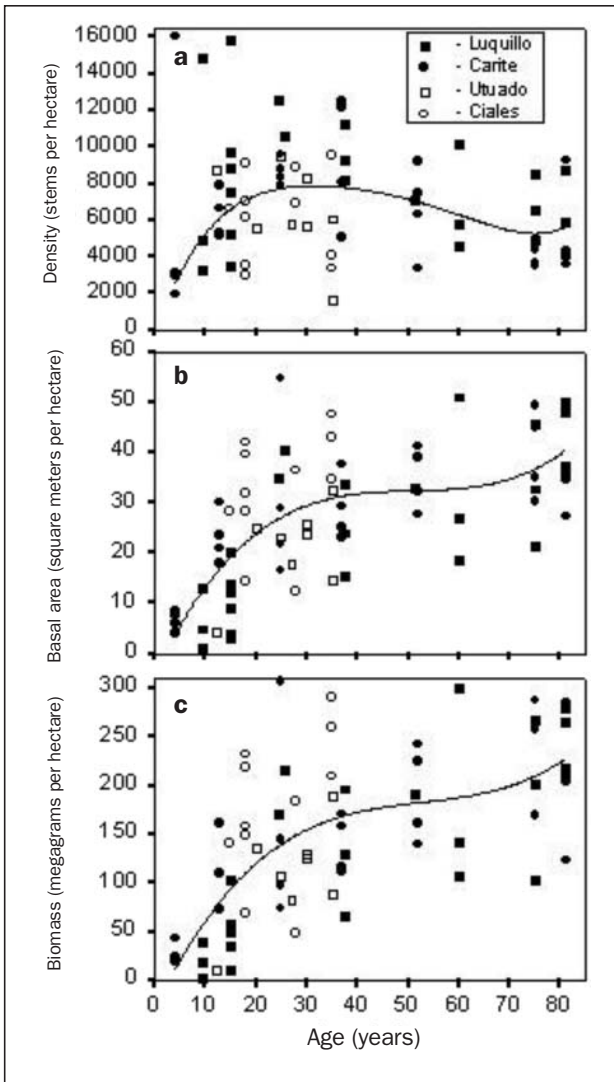 a
16000
14000
12000
10000
8000
6000
4000
2000
0
Density (stems per hectare)
■ - Luquillo
● - Carite
□ - Utuado
○ - Ciales
b
60
50
40
30
20
10
0
Basal area (square meters per hectare)
c
300
250
200
150
100
50
0
Biomass (megagrams per hectare)
0 10 20 30 40 50 60 70 80
Age (years)